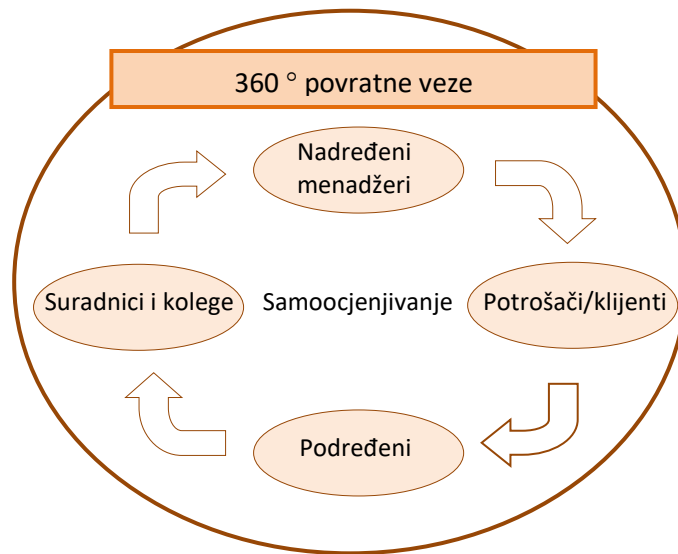 360 ° povratne veze
Nadređeni
menadžeri
Suradnici i kolege
Samoocjenjivanje
Potrošači/klijenti
Podređeni